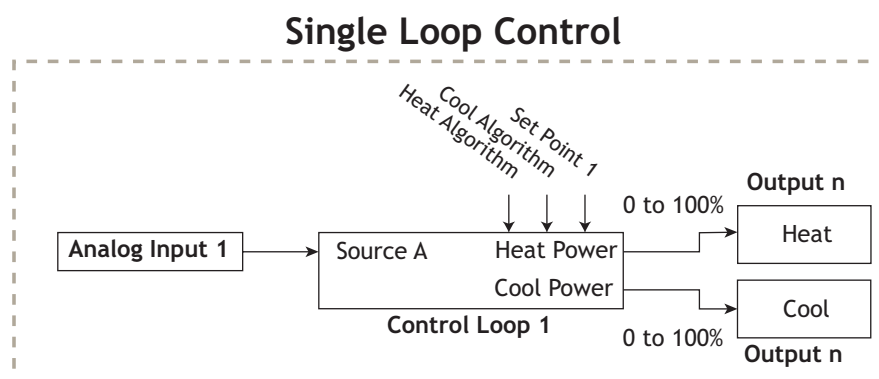 Single Loop Control
Heat Algorithm
Cool Algorithm
Set Point 1
0 to 100%
Output n
Heat
Analog Input 1
Source A
Heat Power
Cool Power
Control Loop 1
Cool
0 to 100%
Output n